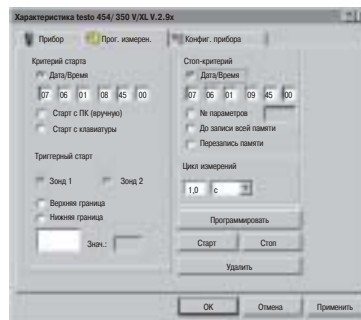 Характеристика testo 454/ 350 V/XL V.2.9x
Прибор
Прог. измерен.
Конфиг. прибора
Критерий старта
Дата/Время
07 06 01 08 45 00
Старт с ПК (вручную)
Старт с клавиатуры
Триггерный старт
Зонд 1
Зонд 2
Верхняя граница
Нижняя граница
Знач.:
Стоп-критерий
Дата/Время
07 06 01 09 45 00
№ параметров
До записи всей памяти
Перезапись памяти
Цикл измерений
1,0 с
Программировать
Старт
Стоп
Удалить
OK
Отмена
Применить